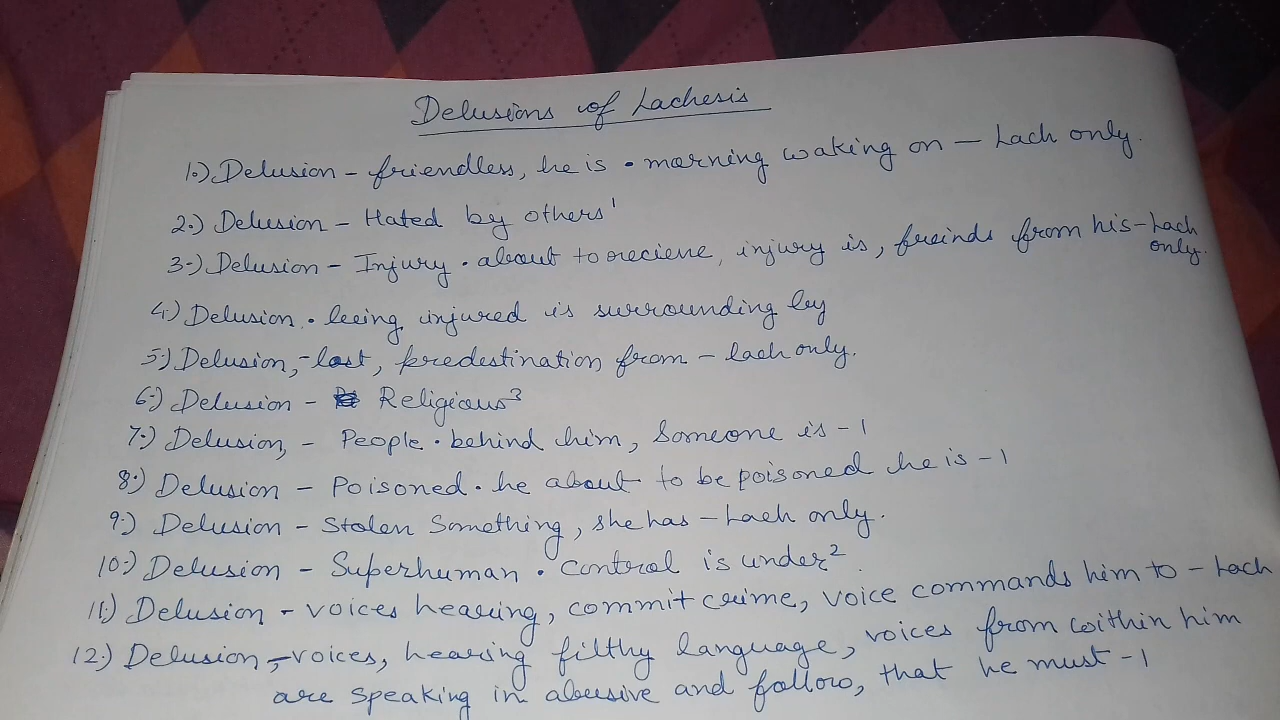 Delusions of Lachesis
1.) Delusion - friendless, he is • morning waking on - Lach only.
2.) Delusion - Hated by others¹
3.) Delusion - Injury • about to recieve, injury is, freinds from his - Lach only.
4.) Delusion • being injured is surrounding by
5.) Delusion, - lost, predestination from - lach only.
6.) Delusion - Religious³
7.) Delusion, - People • behind him, Someone is - 1
8.) Delusion - Poisoned • he about to be poisoned he is - 1
9.) Delusion - Stolen Something, she has - Lach only.
10.) Delusion - Superhuman • Control is under².
11.) Delusion - voices hearing, commit crime, voice commands him to - Lach
12.) Delusion, - voices, hearing filthy language, voices from within him
are speaking in abusive and follow, that he must - 1